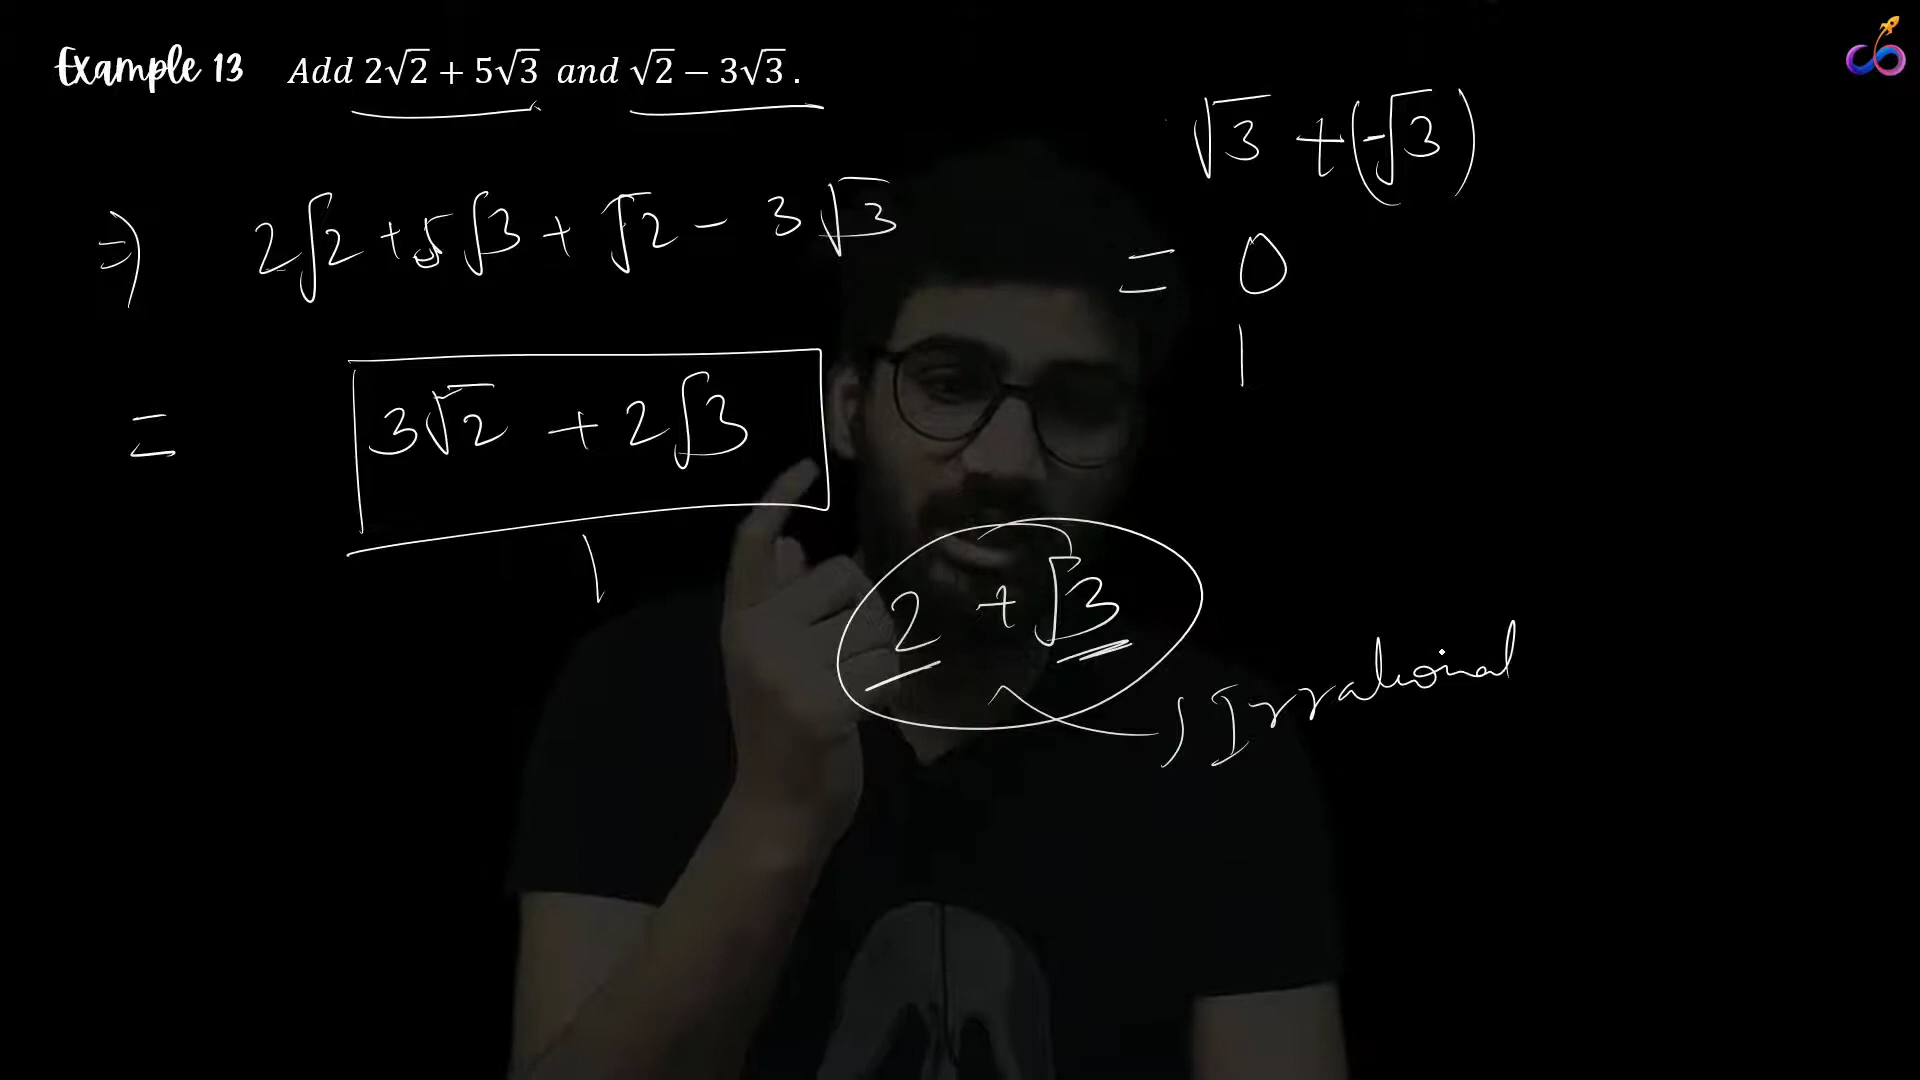 Example 13 Add 2√2 + 5√3 and √2 − 3√3 .
√3 + (-√3)
= 0
=) 2√2 + 5√3 + √2 - 3√3
= 3√2 + 2√3
2 + √3
Irrational